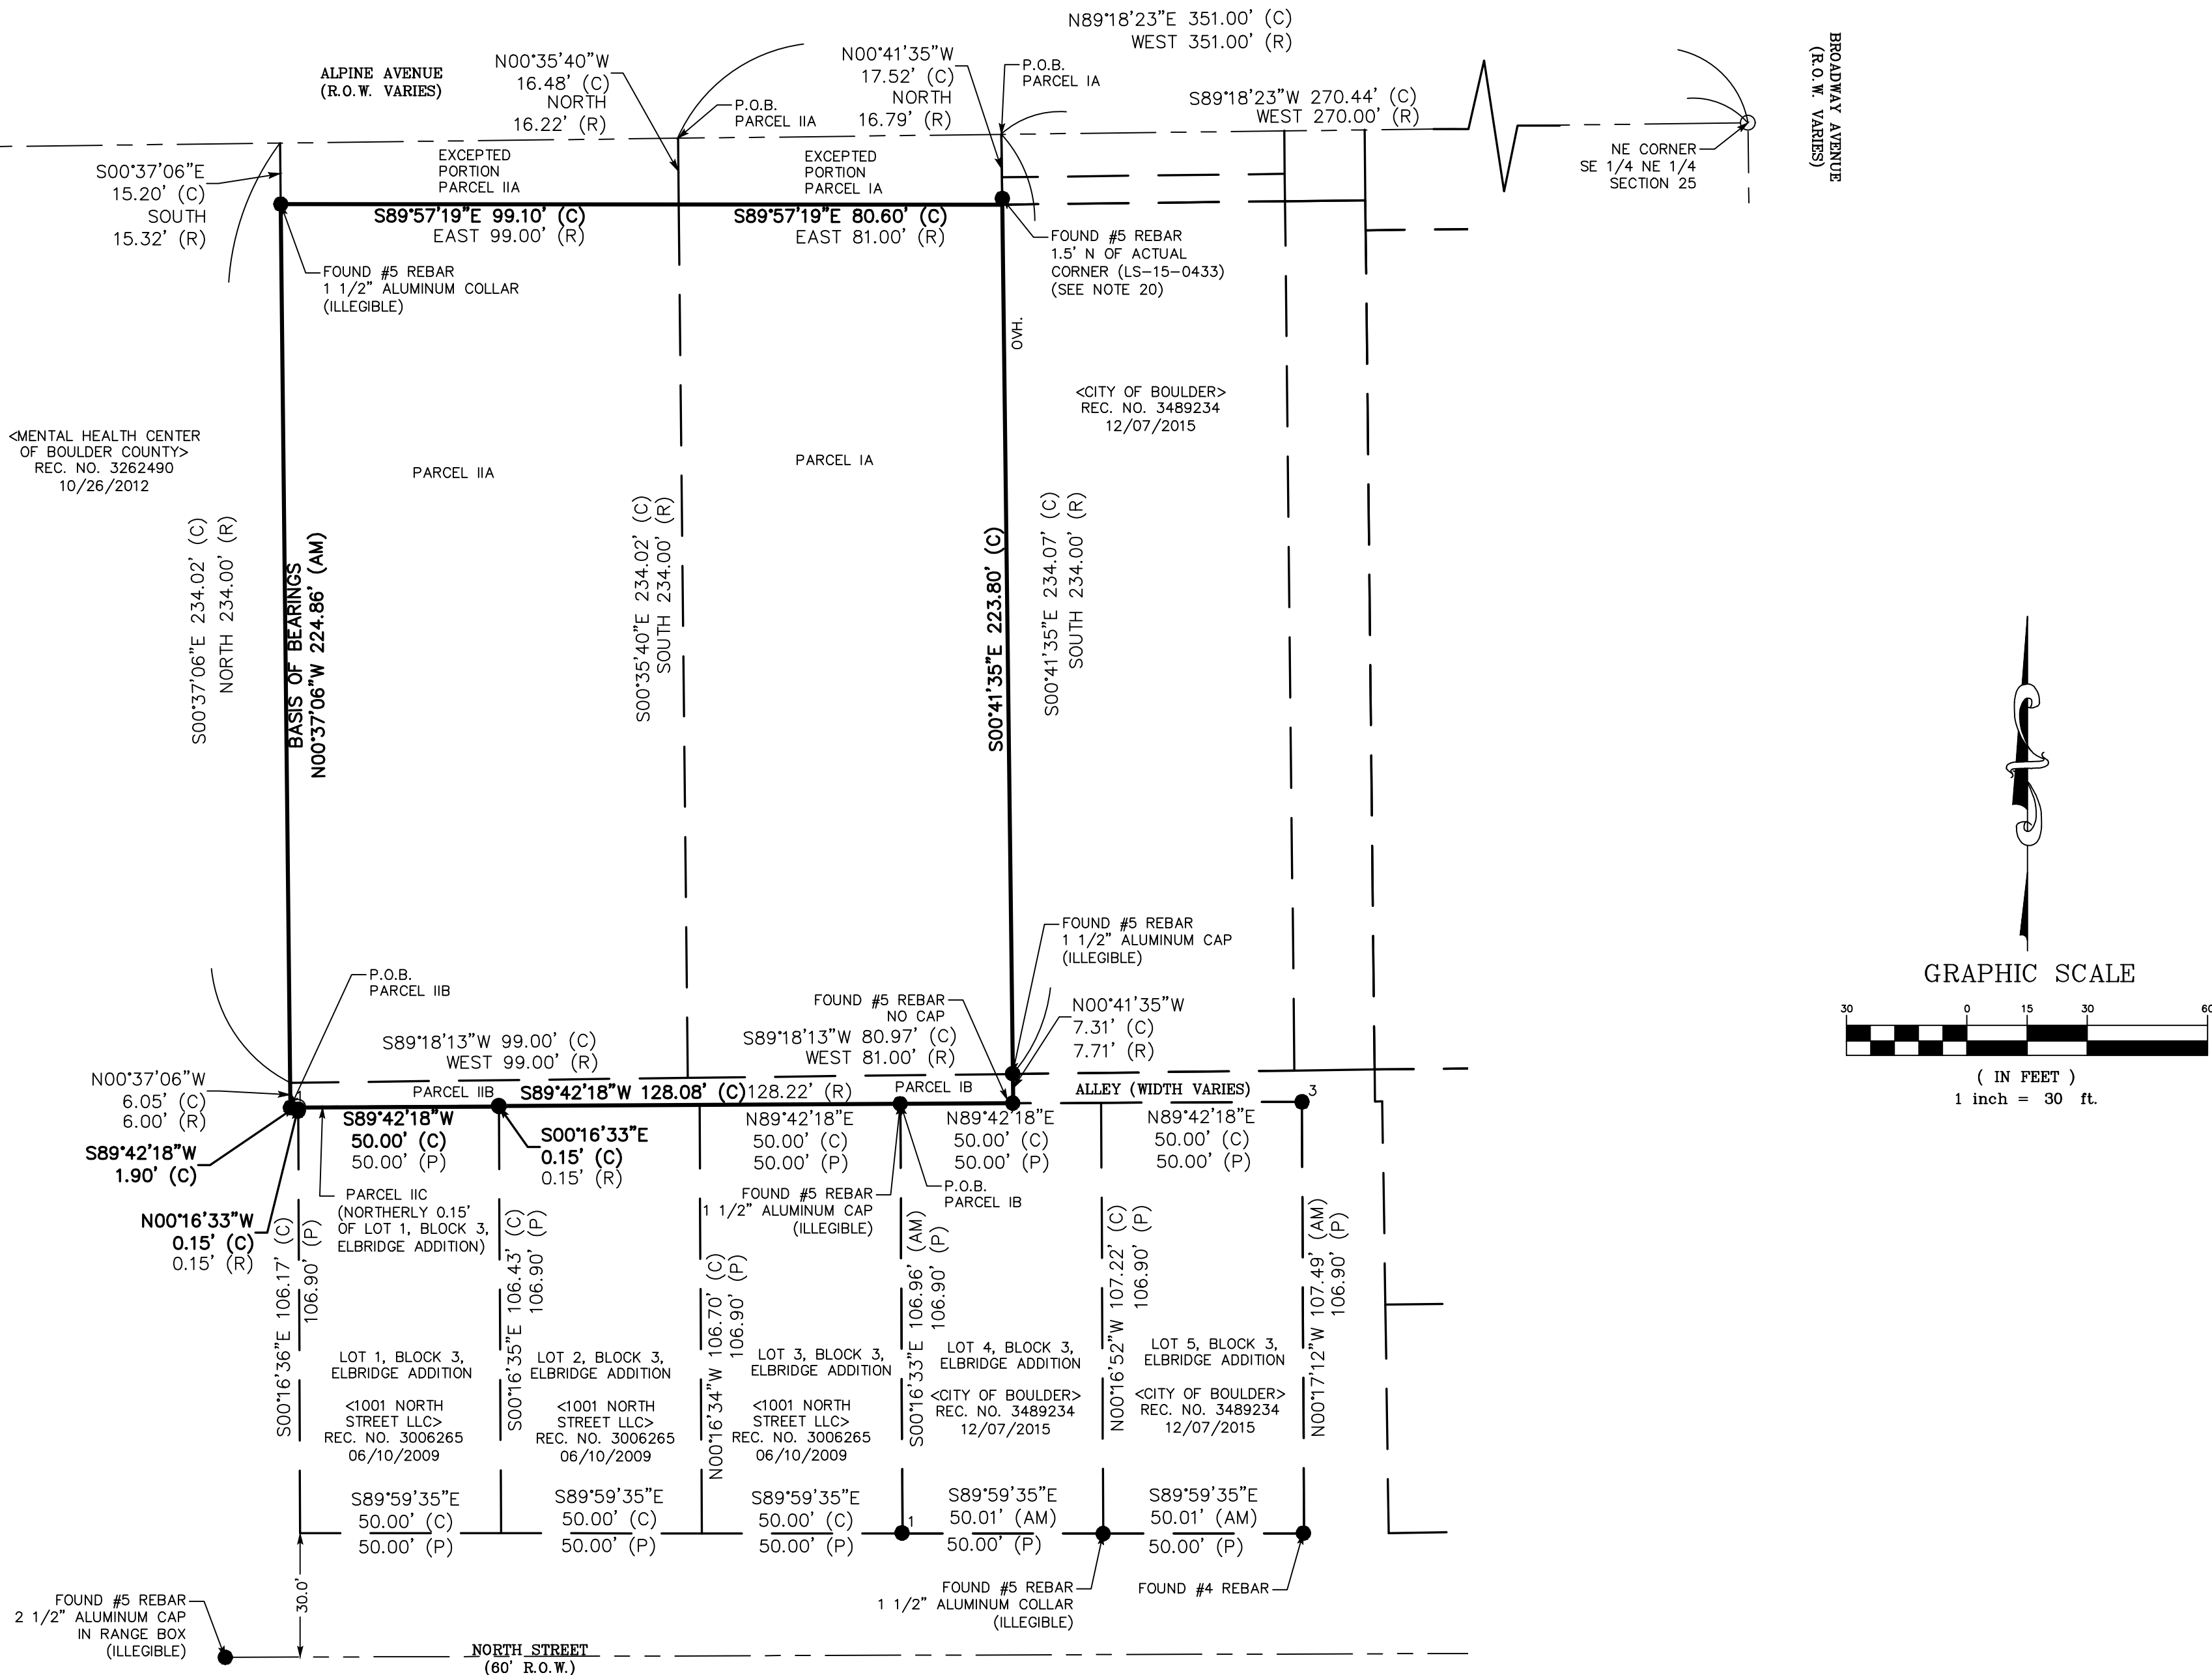 N89°18'23"E 351.00' (C)
WEST 351.00' (R)
BROADWAY AVENUE
(R.O.W. VARIES)
ALPINE AVENUE
(R.O.W. VARIES)
N00°35'40"W
16.48' (C)
NORTH
16.22' (R)
P.O.B.
PARCEL IIA
N00°41'35"W
17.52' (C)
NORTH
16.79' (R)
P.O.B.
PARCEL IA
S89°18'23"W 270.44' (C)
WEST 270.00' (R)
NE CORNER
SE 1/4 NE 1/4
SECTION 25
S00°37'06"E
15.20' (C)
SOUTH
15.32' (R)
EXCEPTED
PORTION
PARCEL IIA
EXCEPTED
PORTION
PARCEL IA
S89°57'19"E 99.10' (C)
EAST 99.00' (R)
S89°57'19"E 80.60' (C)
EAST 81.00' (R)
FOUND #5 REBAR
1 1/2" ALUMINUM COLLAR
(ILLEGIBLE)
FOUND #5 REBAR
1.5' N OF ACTUAL
CORNER (LS-15-0433)
(SEE NOTE 20)
OVH.
<MENTAL HEALTH CENTER
OF BOULDER COUNTY>
REC. NO. 3262490
10/26/2012
PARCEL IIA
PARCEL IA
<CITY OF BOULDER>
REC. NO. 3489234
12/07/2015
S00°37'06"E 234.02' (C)
NORTH 234.00' (R)
BASIS OF BEARINGS
N00°37'06"W 224.86' (AM)
S00°35'40"E 234.02' (C)
SOUTH 234.00' (R)
S00°41'35"E 223.80' (C)
S00°41'35"E 234.07' (C)
SOUTH 234.00' (R)
GRAPHIC SCALE
30 0 15 30 60
( IN FEET )
1 inch = 30 ft.
P.O.B.
PARCEL IIB
FOUND #5 REBAR
1 1/2" ALUMINUM CAP
(ILLEGIBLE)
FOUND #5 REBAR
NO CAP
N00°41'35"W
7.31' (C)
7.71' (R)
S89°18'13"W 99.00' (C)
WEST 99.00' (R)
S89°18'13"W 80.97' (C)
WEST 81.00' (R)
N00°37'06"W
6.05' (C)
6.00' (R)
PARCEL IIB
S89°42'18"W 128.08' (C) 128.22' (R)
PARCEL IB
ALLEY (WIDTH VARIES)
3
S89°42'18"W
1.90' (C)
S89°42'18"W
50.00' (C)
50.00' (P)
S00°16'33"E
0.15' (C)
0.15' (R)
N89°42'18"E
50.00' (C)
50.00' (P)
N89°42'18"E
50.00' (C)
50.00' (P)
N89°42'18"E
50.00' (C)
50.00' (P)
N00°16'33"W
0.15' (C)
0.15' (R)
PARCEL IIC
(NORTHERLY 0.15'
OF LOT 1, BLOCK 3,
ELBRIDGE ADDITION)
FOUND #5 REBAR
1 1/2" ALUMINUM CAP
(ILLEGIBLE)
P.O.B.
PARCEL IB
S00°16'36"E 106.17' (C)
106.90' (P)
S00°16'35"E 106.43' (C)
106.90' (P)
N00°16'34"W 106.70' (C)
106.90' (P)
S00°16'33"E 106.96' (AM)
106.90' (P)
N00°16'52"W 107.22' (C)
106.90' (P)
N00°17'12"W 107.49' (AM)
106.90' (P)
LOT 1, BLOCK 3,
ELBRIDGE ADDITION
<1001 NORTH
STREET LLC>
REC. NO. 3006265
06/10/2009
LOT 2, BLOCK 3,
ELBRIDGE ADDITION
<1001 NORTH
STREET LLC>
REC. NO. 3006265
06/10/2009
LOT 3, BLOCK 3,
ELBRIDGE ADDITION
<1001 NORTH
STREET LLC>
REC. NO. 3006265
06/10/2009
LOT 4, BLOCK 3,
ELBRIDGE ADDITION
<CITY OF BOULDER>
REC. NO. 3489234
12/07/2015
LOT 5, BLOCK 3,
ELBRIDGE ADDITION
<CITY OF BOULDER>
REC. NO. 3489234
12/07/2015
S89°59'35"E
50.00' (C)
50.00' (P)
S89°59'35"E
50.00' (C)
50.00' (P)
S89°59'35"E
50.00' (C)
50.00' (P)
1
S89°59'35"E
50.01' (AM)
50.00' (P)
S89°59'35"E
50.01' (AM)
50.00' (P)
30.0'
FOUND #5 REBAR
2 1/2" ALUMINUM CAP
IN RANGE BOX
(ILLEGIBLE)
FOUND #5 REBAR
1 1/2" ALUMINUM COLLAR
(ILLEGIBLE)
FOUND #4 REBAR
NORTH STREET
(60' R.O.W.)